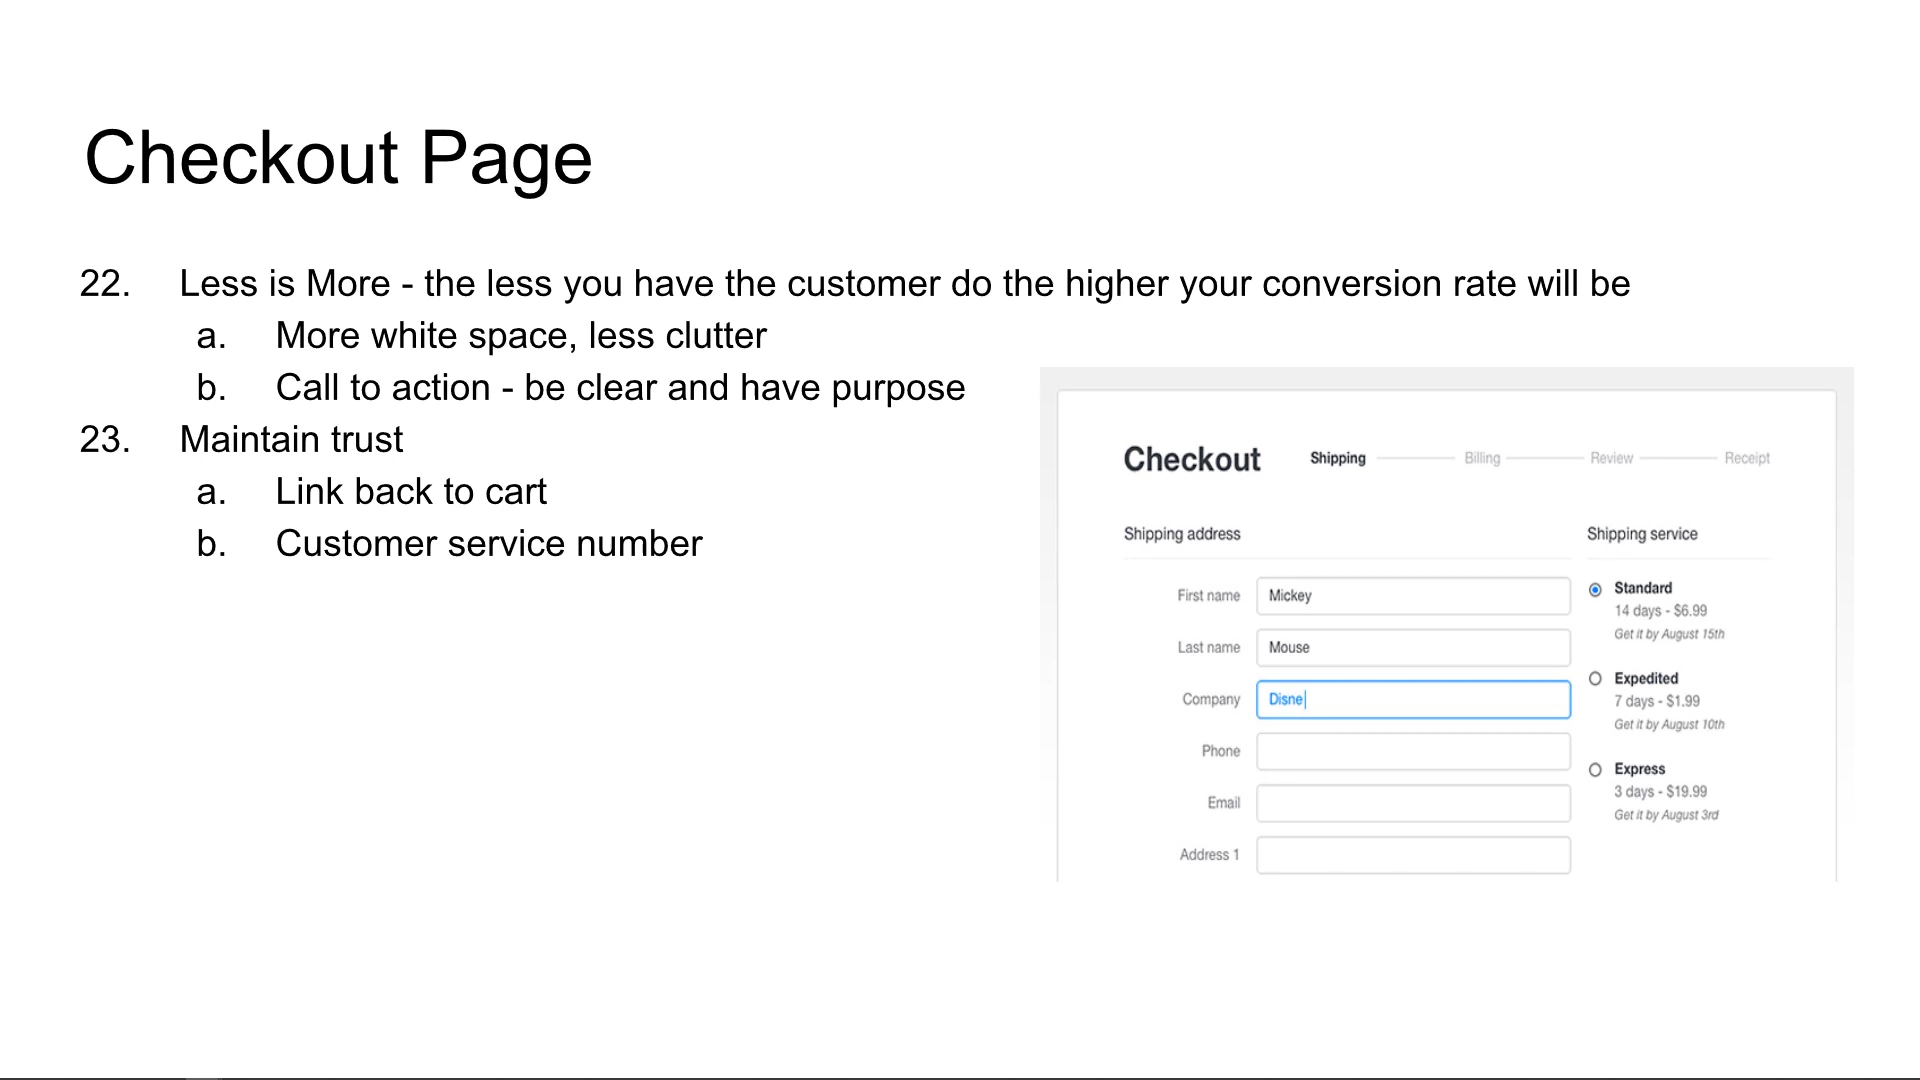 Checkout Page
22. Less is More - the less you have the customer do the higher your conversion rate will be
a. More white space, less clutter
b. Call to action - be clear and have purpose
23. Maintain trust
a. Link back to cart
b. Customer service number
Checkout Shipping Billing Review Receipt
Shipping address
First name Mickey
Last name Mouse
Company Disne
Phone
Email
Address 1
Shipping service
Standard
14 days - $6.99
Get it by August 15th
Expedited
7 days - $1.99
Get it by August 10th
Express
3 days - $19.99
Get it by August 3rd